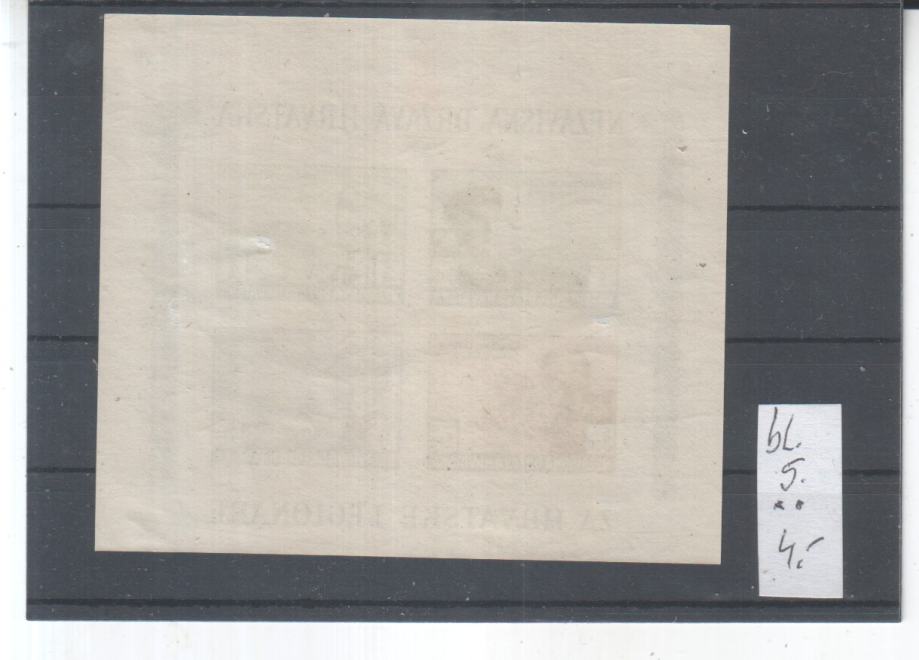 NEZAVISNA DRŽAVA HRVATSKA
ZA HRVATSKE LEGIONARE
bl.
5.
**
4.-